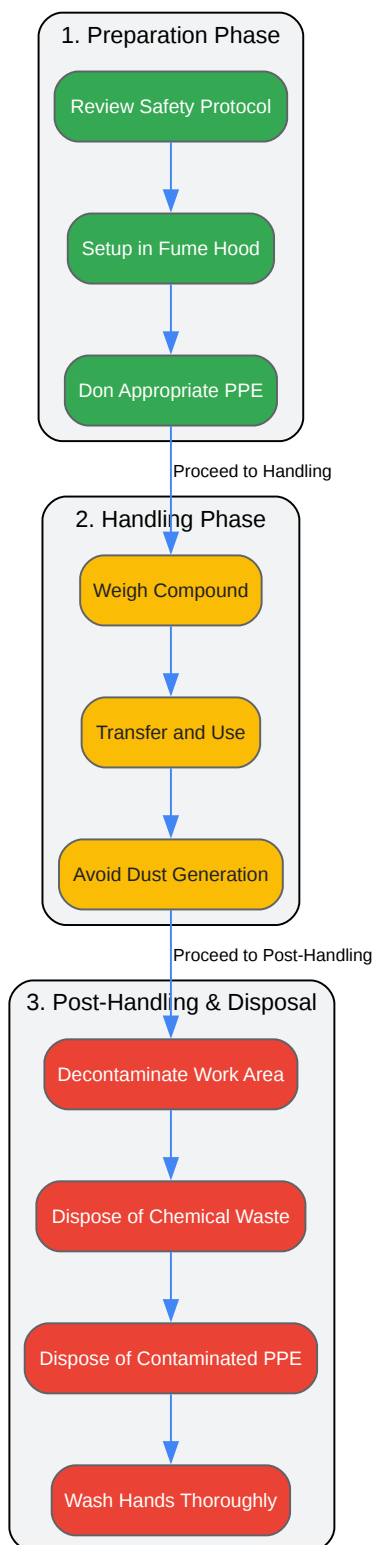 1. Preparation Phase
Review Safety Protocol
Setup in Fume Hood
Don Appropriate PPE
Proceed to Handling
2. Handling Phase
Weigh Compound
Transfer and Use
Avoid Dust Generation
Proceed to Post-Handling
3. Post-Handling & Disposal
Decontaminate Work Area
Dispose of Chemical Waste
Dispose of Contaminated PPE
Wash Hands Thoroughly